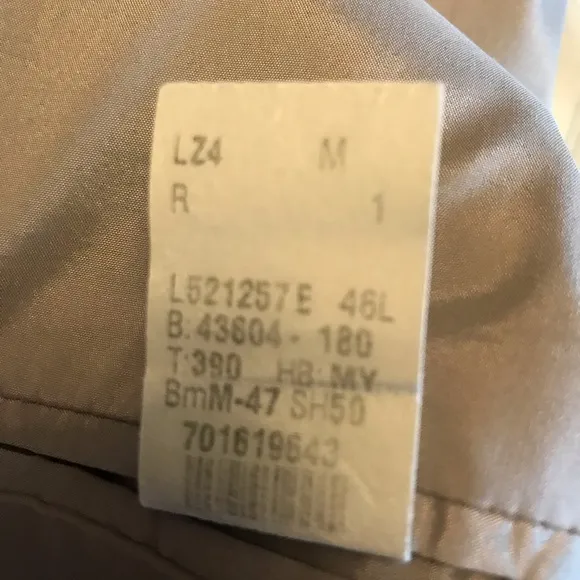 LZ4 M
R 1
L521257E 46L
B:43604- 180
T:390 HB:MY
BmM-47 SH50
701619643